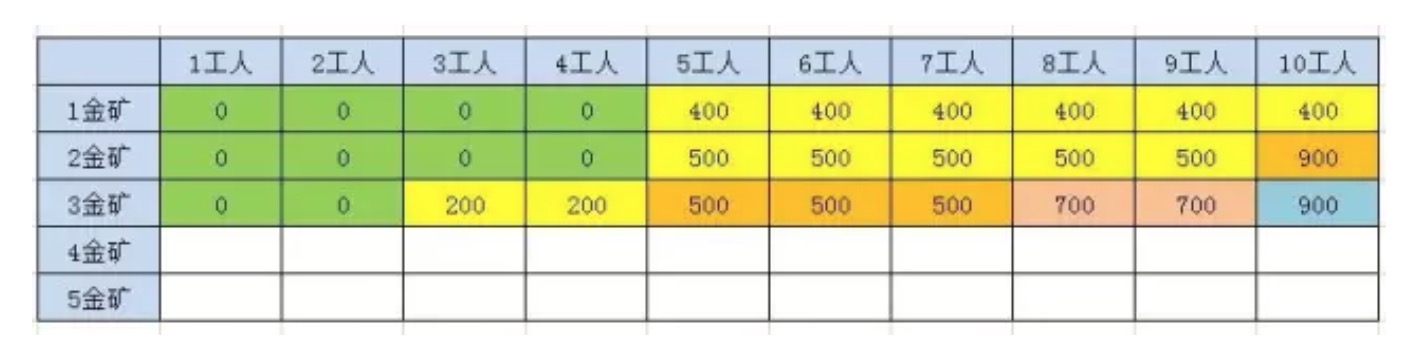 1工人 2工人 3工人 4工人 5工人 6工人 7工人 8工人 9工人 10工人
1金矿 0 0 0 0 400 400 400 400 400 400
2金矿 0 0 0 0 500 500 500 500 500 900
3金矿 0 0 200 200 500 500 500 700 700 900
4金矿
5金矿